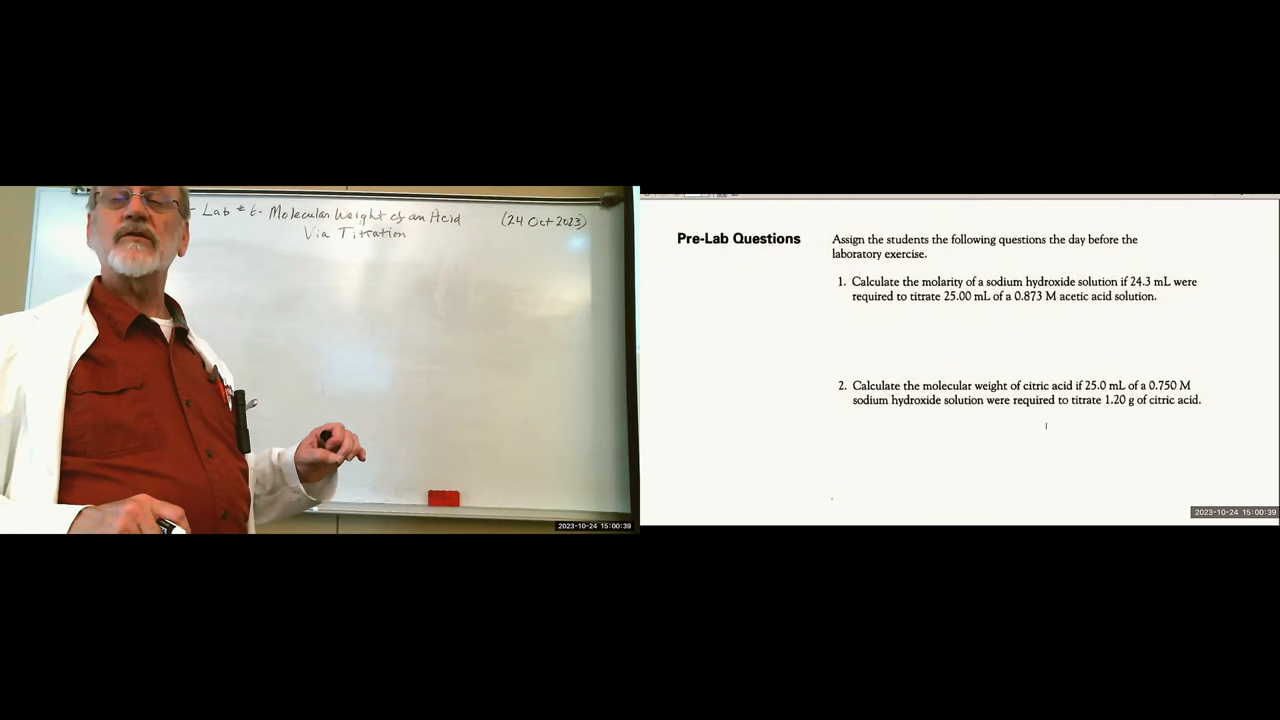 - Lab # 6 - Molecular Weight of an Acid (24 Oct 2023)
Via Titration
2023-10-24 15:00:39
Pre-Lab Questions
Assign the students the following questions the day before the
laboratory exercise.
1. Calculate the molarity of a sodium hydroxide solution if 24.3 mL were
required to titrate 25.00 mL of a 0.873 M acetic acid solution.
2. Calculate the molecular weight of citric acid if 25.0 mL of a 0.750 M
sodium hydroxide solution were required to titrate 1.20 g of citric acid.
2023-10-24 15:00:39